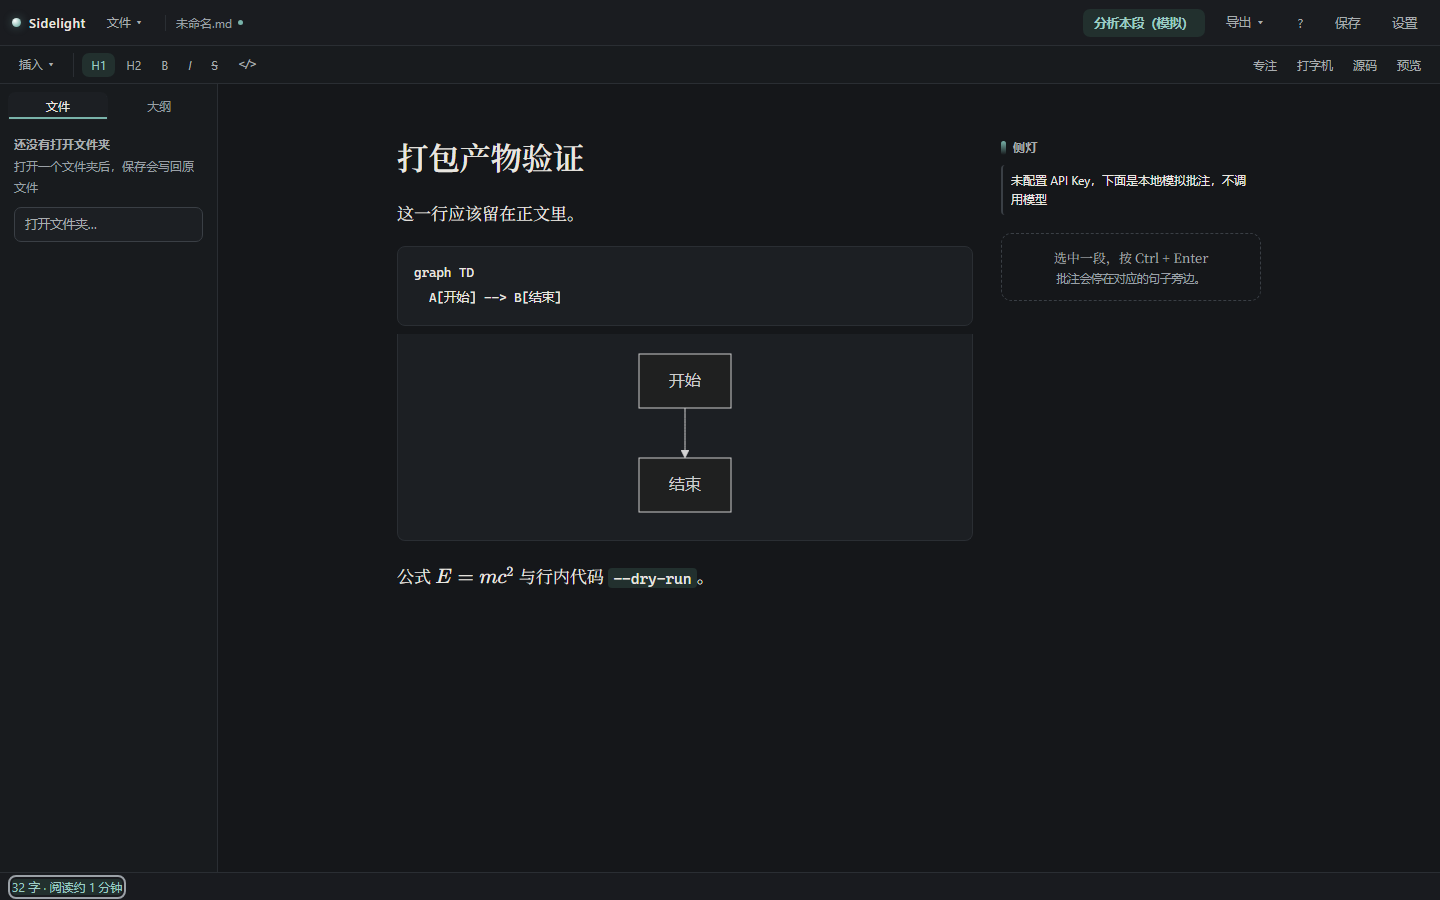 Sidelight 文件 未命名.md 分析本段（模拟） 导出 ? 保存 设置
插入 H1 H2 B I S </> 专注 打字机 源码 预览
文件 大纲
还没有打开文件夹
打开一个文件夹后，保存会写回原
文件
打开文件夹...
打包产物验证
这一行应该留在正文里。
graph TD
A[开始] --> B[结束]
开始
结束
公式 E = mc² 与行内代码 --dry-run。
侧灯
未配置 API Key，下面是本地模拟批注，不调
用模型
选中一段，按 Ctrl + Enter
批注会停在对应的句子旁边。
32 字 · 阅读约 1 分钟